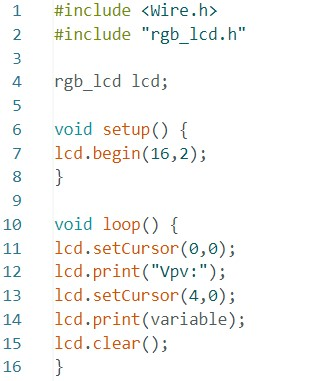 1 #include <Wire.h>
2 #include "rgb_lcd.h"
3
4 rgb_lcd lcd;
5
6 void setup() {
7 lcd.begin(16,2);
8 }
9
10 void loop() {
11 lcd.setCursor(0,0);
12 lcd.print("Vpv:");
13 lcd.setCursor(4,0);
14 lcd.print(variable);
15 lcd.clear();
16 }